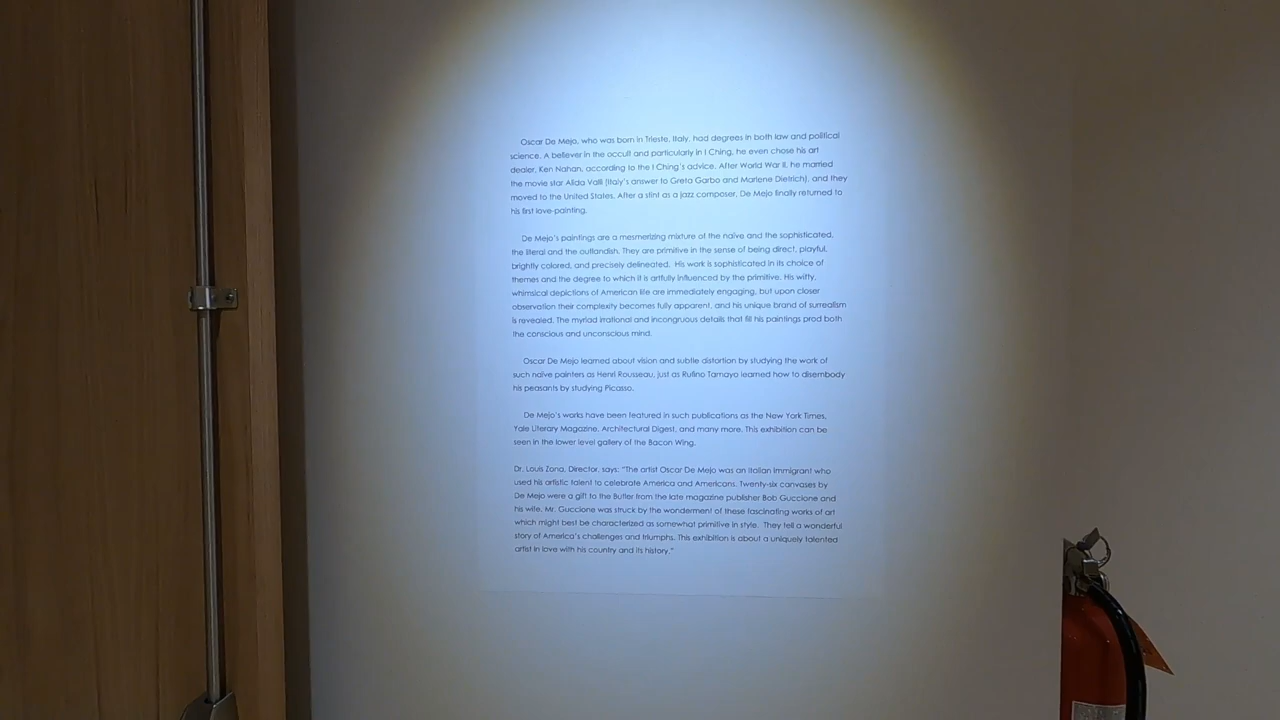 Oscar De Mejo, who was born in Trieste, Italy, had degrees in both law and political
science. A believer in the occult and particularly in I Ching, he even chose his art
dealer, Ken Nahan, according to the I Ching's advice. After World War II, he married
the movie star Alida Valli (Italy's answer to Greta Garbo and Marlene Dietrich), and they
moved to the United States. After a stint as a jazz composer, De Mejo finally returned to
his first love-painting.
De Mejo's paintings are a mesmerizing mixture of the naïve and the sophisticated,
the literal and the outlandish. They are primitive in the sense of being direct, playful,
brightly colored, and precisely delineated. His work is sophisticated in its choice of
themes and the degree to which it is artfully influenced by the primitive. His witty,
whimsical depictions of American life are immediately engaging, but upon closer
observation their complexity becomes fully apparent, and his unique brand of surrealism
is revealed. The myriad irrational and incongruous details that fill his paintings prod both
the conscious and unconscious mind.
Oscar De Mejo learned about vision and subtle distortion by studying the work of
such naïve painters as Henri Rousseau, just as Rufino Tamayo learned how to disembody
his peasants by studying Picasso.
De Mejo's works have been featured in such publications as the New York Times,
Yale Literary Magazine, Architectural Digest, and many more. This exhibition can be
seen in the lower level gallery of the Bacon Wing.
Dr. Louis Zona, Director, says: "The artist Oscar De Mejo was an Italian immigrant who
used his artistic talent to celebrate America and Americans. Twenty-six canvases by
De Mejo were a gift to the Butler from the late magazine publisher Bob Guccione and
his wife. Mr. Guccione was struck by the wonderment of these fascinating works of art
which might best be characterized as somewhat primitive in style. They tell a wonderful
story of America's challenges and triumphs. This exhibition is about a uniquely talented
artist in love with his country and its history."